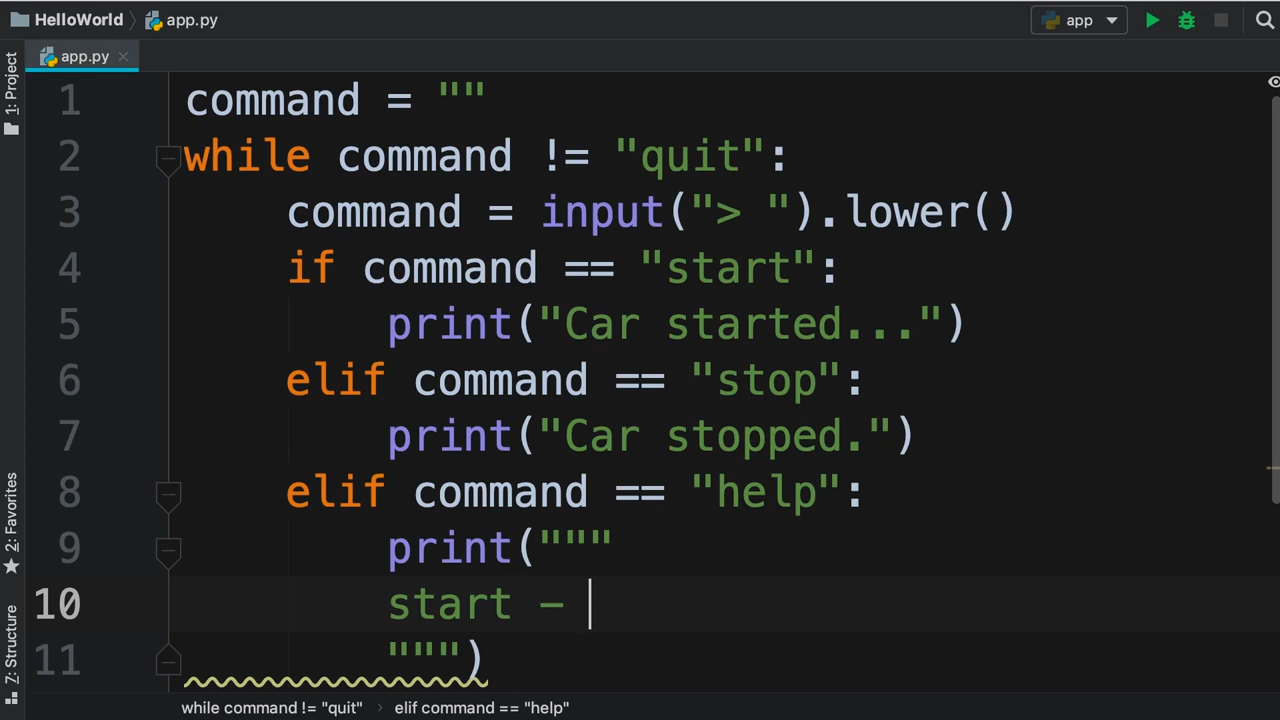 HelloWorld app.py app
app.py
1: Project
2: Favorites
7: Structure
1 command = ""
2 while command != "quit":
3 command = input("> ").lower()
4 if command == "start":
5 print("Car started...")
6 elif command == "stop":
7 print("Car stopped.")
8 elif command == "help":
9 print("""
10 start -
11 """)
while command != "quit" elif command == "help"